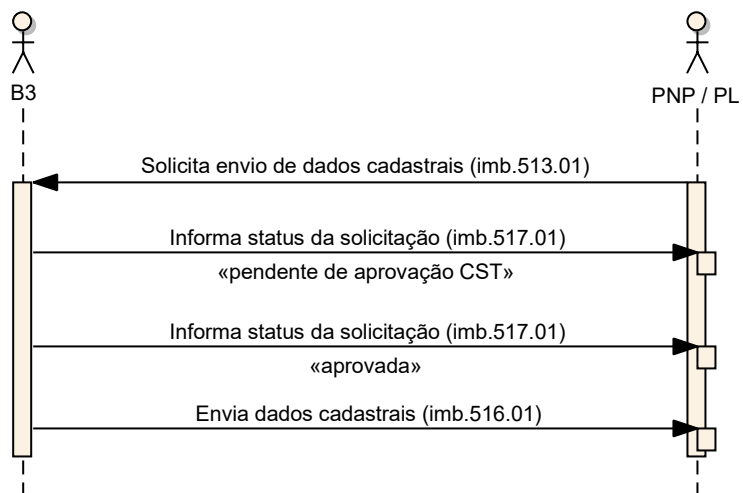 B3
PNP / PL
Solicita envio de dados cadastrais (imb.513.01)
Informa status da solicitação (imb.517.01)
«pendente de aprovação CST»
Informa status da solicitação (imb.517.01)
«aprovada»
Envia dados cadastrais (imb.516.01)